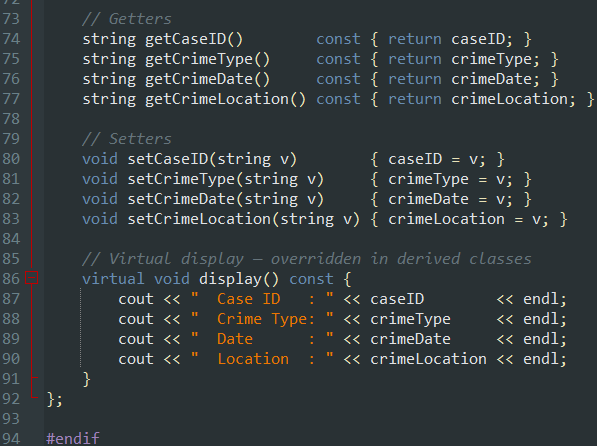 72
73     // Getters
74     string getCaseID()        const { return caseID; }
75     string getCrimeType()     const { return crimeType; }
76     string getCrimeDate()     const { return crimeDate; }
77     string getCrimeLocation() const { return crimeLocation; }
78
79     // Setters
80     void setCaseID(string v)        { caseID = v; }
81     void setCrimeType(string v)     { crimeType = v; }
82     void setCrimeDate(string v)     { crimeDate = v; }
83     void setCrimeLocation(string v) { crimeLocation = v; }
84
85     // Virtual display — overridden in derived classes
86     virtual void display() const {
87         cout << "  Case ID   : " << caseID        << endl;
88         cout << "  Crime Type: " << crimeType     << endl;
89         cout << "  Date      : " << crimeDate     << endl;
90         cout << "  Location  : " << crimeLocation << endl;
91     }
92 };
93
94 #endif